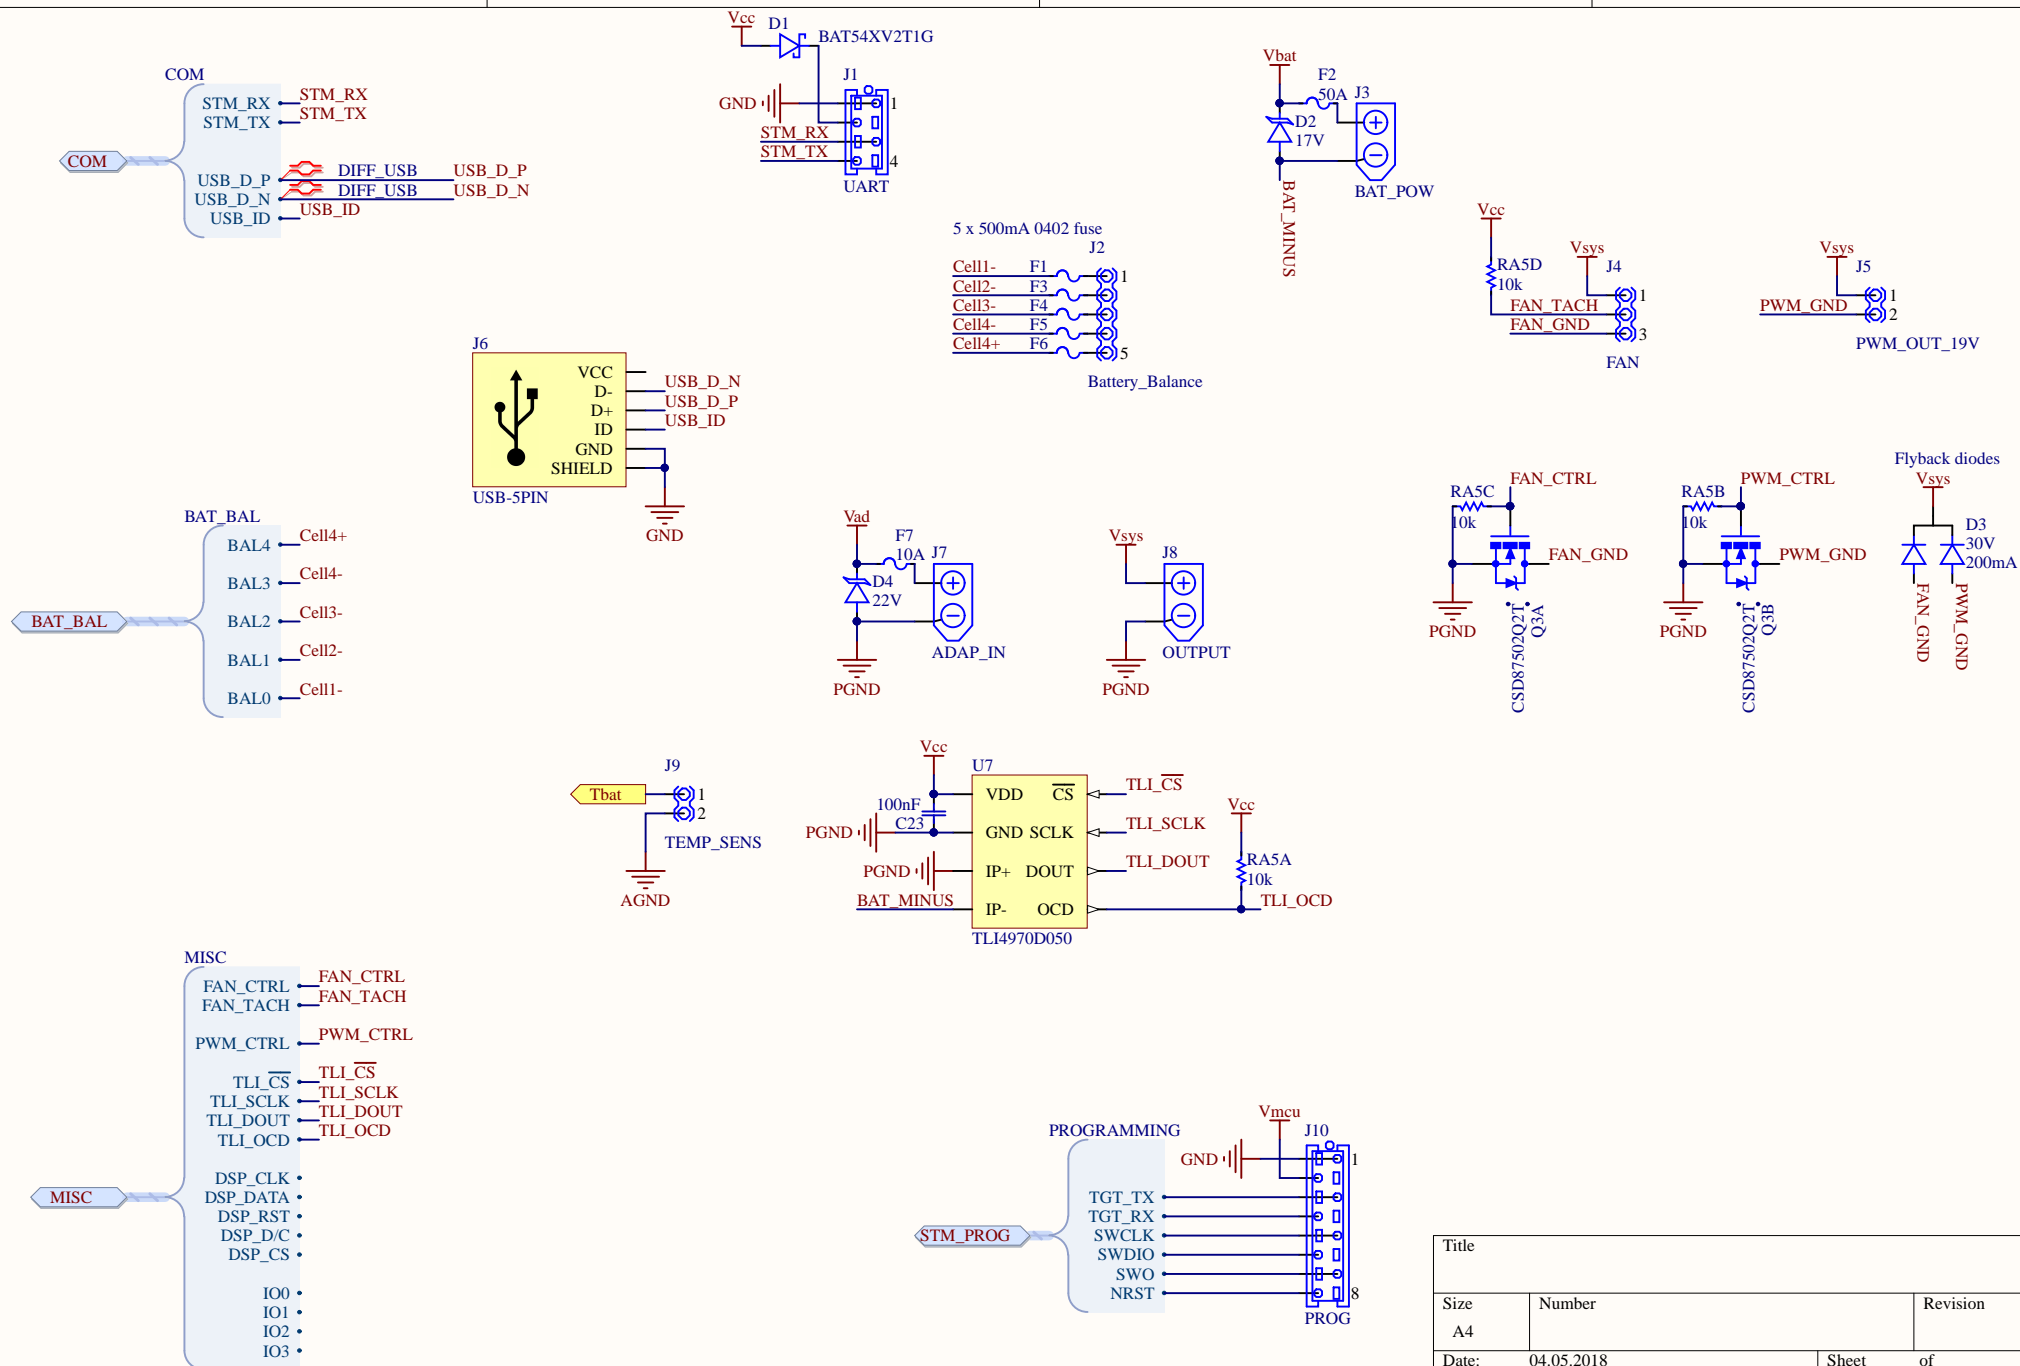 COM
STM_RX
STM_TX
USB_D_P
USB_D_N
USB_ID
STM_RX
STM_TX
DIFF_USB
DIFF_USB
USB_D_P
USB_D_N
USB_ID
COM
Vcc
D1
BAT54XV2T1G
J1
GND
1
STM_RX
STM_TX
4
UART
Vbat
F2
50A
J3
D2
17V
BAT_POW
BAT_MINUS
5 x 500mA 0402 fuse
J2
Cell1- F1 1
Cell2- F3
Cell3- F4
Cell4- F5
Cell4+ F6 5
Battery_Balance
Vcc
RA5D
10k
Vsys
J4
1
FAN_TACH
FAN_GND
3
FAN
Vsys
J5
1
PWM_GND
2
PWM_OUT_19V
J6
VCC
D-
D+
ID
GND
SHIELD
USB_D_N
USB_D_P
USB_ID
USB-5PIN
GND
BAT_BAL
BAL4 Cell4+
BAL3 Cell4-
BAL2 Cell3-
BAL1 Cell2-
BAL0 Cell1-
BAT_BAL
Vad
F7
10A
J7
D4
22V
ADAP_IN
PGND
Vsys
J8
OUTPUT
PGND
FAN_CTRL
RA5C
10k
FAN_GND
PGND
CSD87502Q2T
Q3A
PWM_CTRL
RA5B
10k
PWM_GND
PGND
CSD87502Q2T
Q3B
Flyback diodes
Vsys
D3
30V
200mA
FAN_GND
PWM_GND
J9
Tbat
1
2
TEMP_SENS
AGND
Vcc
U7
100nF
C23
PGND
PGND
BAT_MINUS
VDD
GND
IP+
IP-
CS
SCLK
DOUT
OCD
TLI_CS
TLI_SCLK
TLI_DOUT
Vcc
RA5A
10k
TLI_OCD
TLI4970D050
MISC
FAN_CTRL FAN_CTRL
FAN_TACH FAN_TACH
PWM_CTRL PWM_CTRL
TLI_CS TLI_CS
TLI_SCLK TLI_SCLK
TLI_DOUT TLI_DOUT
TLI_OCD TLI_OCD
DSP_CLK
DSP_DATA
DSP_RST
DSP_D/C
DSP_CS
IO0
IO1
IO2
IO3
MISC
PROGRAMMING
Vmcu
J10
GND
1
TGT_TX
TGT_RX
SWCLK
SWDIO
SWO
NRST
8
PROG
STM_PROG
Title
Size
A4
Number
Revision
Date: 04.05.2018
Sheet of